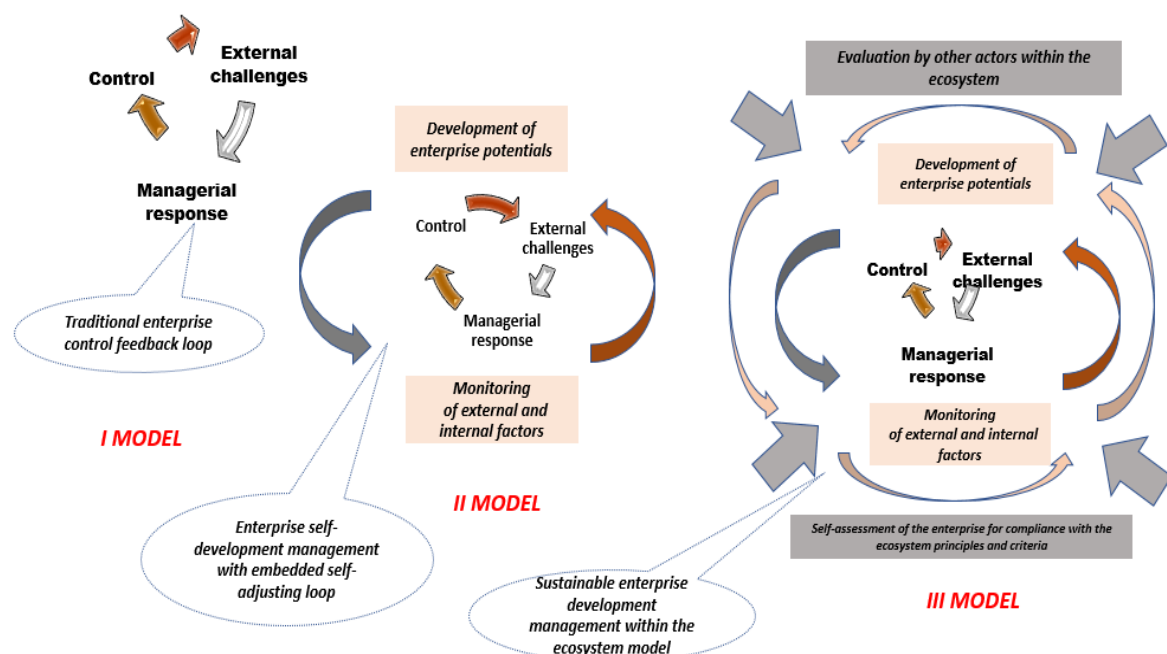 External
challenges
Control
Managerial
response
Traditional enterprise
control feedback loop
I MODEL
Development of
enterprise potentials
Control
External
challenges
Managerial
response
Monitoring
of external and
internal factors
II MODEL
Enterprise self-
development management
with embedded self-
adjusting loop
Evaluation by other actors within the
ecosystem
Development of
enterprise potentials
External
challenges
Control
Managerial
response
Monitoring
of external and internal
factors
Self-assessment of the enterprise for compliance with the
ecosystem principles and criteria
Sustainable enterprise
development
management within the
ecosystem model
III MODEL